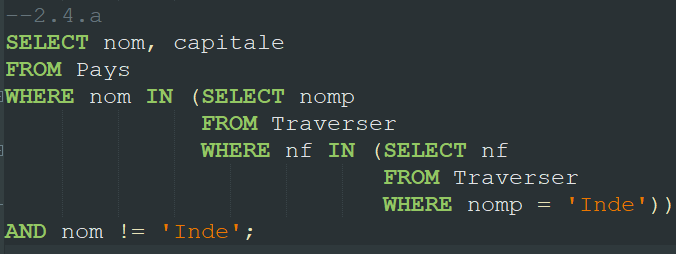 --2.4.a
SELECT nom, capitale
FROM Pays
WHERE nom IN (SELECT nomp
FROM Traverser
WHERE nf IN (SELECT nf
FROM Traverser
WHERE nomp = 'Inde'))
AND nom != 'Inde';